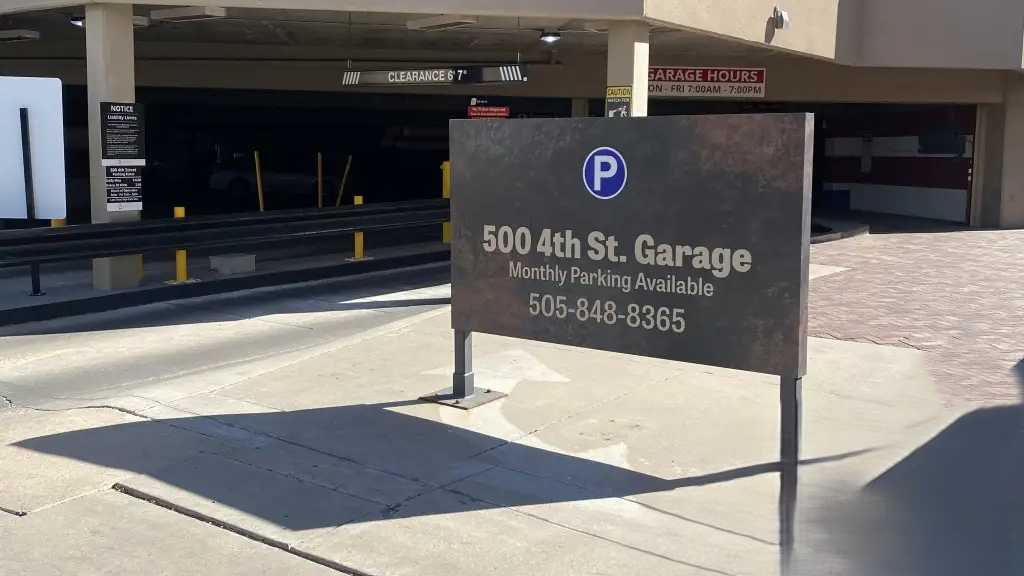 CLEARANCE 6'7"
GARAGE HOURS
ON - FRI 7:00AM - 7:00PM
CAUTION
NOTICE
P
500 4th St. Garage
Monthly Parking Available
505-848-8365